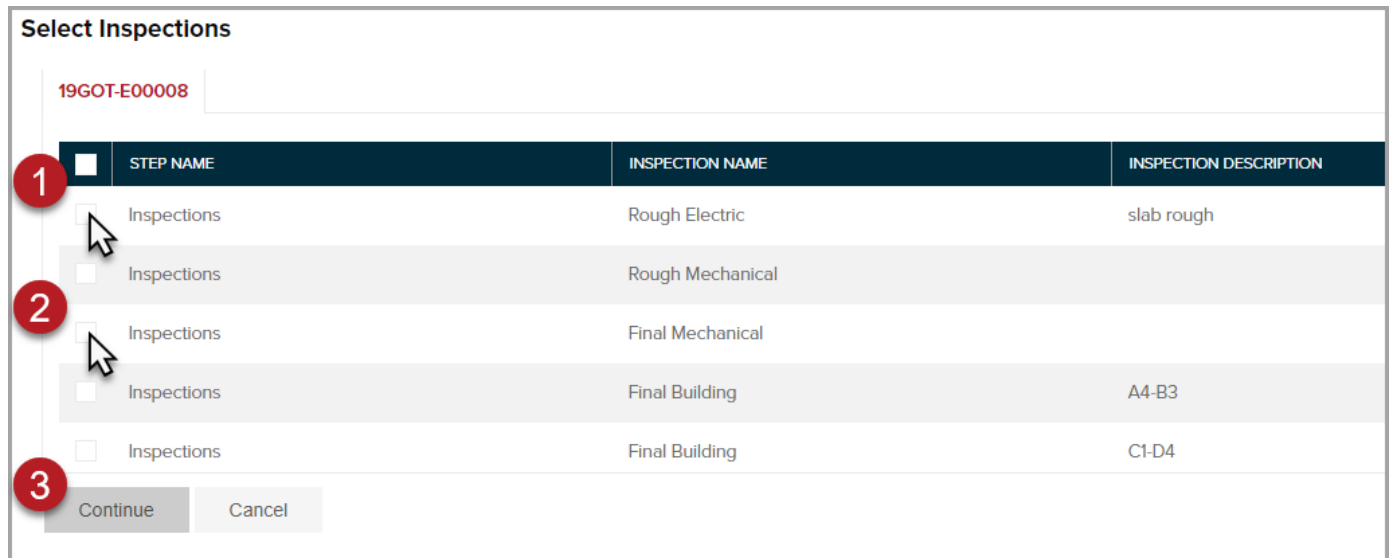 Select Inspections
19GOT-E00008
STEP NAME INSPECTION NAME INSPECTION DESCRIPTION
1
Inspections Rough Electric slab rough
Inspections Rough Mechanical
2
Inspections Final Mechanical
Inspections Final Building A4-B3
Inspections Final Building C1-D4
3
Continue Cancel